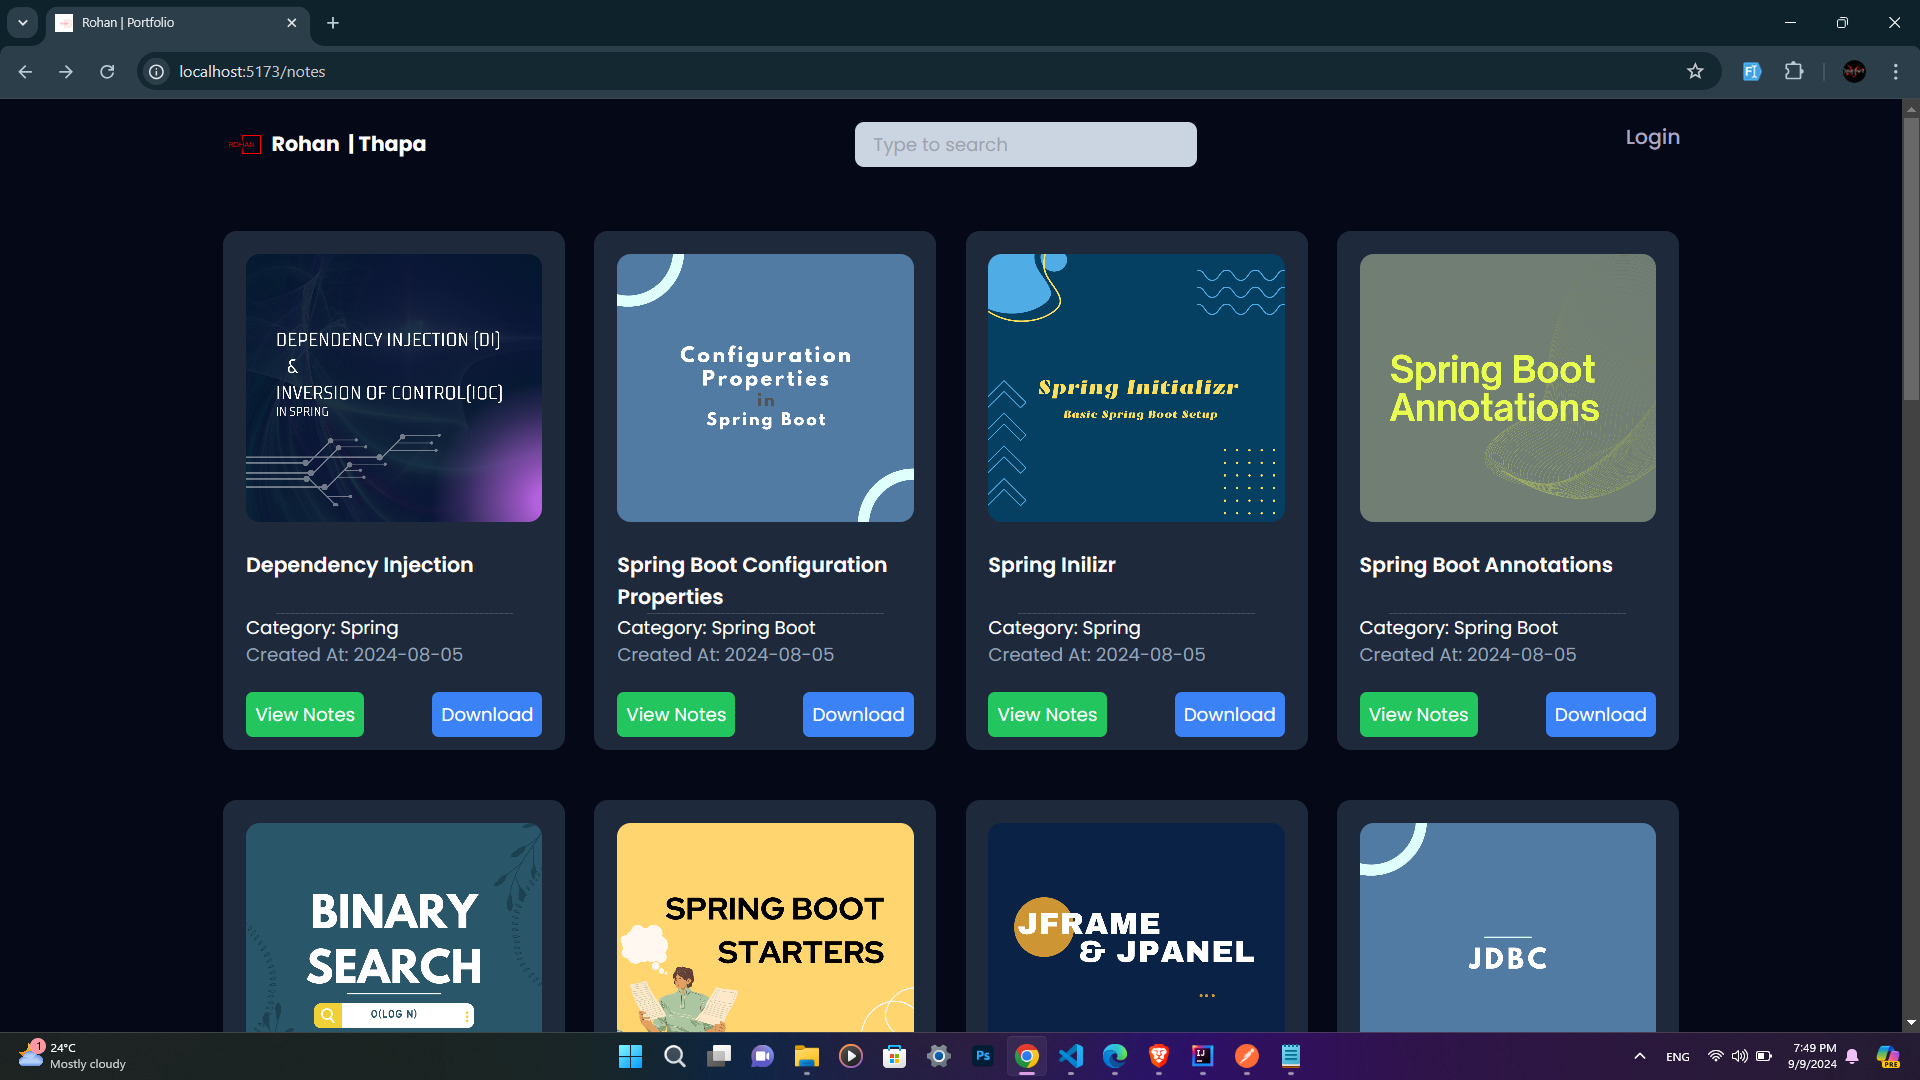 Rohan | Portfolio
localhost:5173/notes
ROHAN
Rohan | Thapa
Type to search
Login
DEPENDENCY INJECTION (DI)
&
INVERSION OF CONTROL(IOC)
IN SPRING
Configuration
Properties
in
Spring Boot
Spring Initializr
Basic Spring Boot Setup
Spring Boot
Annotations
Dependency Injection
Spring Boot Configuration
Properties
Spring Inilizr
Spring Boot Annotations
Category: Spring
Category: Spring Boot
Category: Spring
Category: Spring Boot
Created At: 2024-08-05
Created At: 2024-08-05
Created At: 2024-08-05
Created At: 2024-08-05
View Notes
Download
View Notes
Download
View Notes
Download
View Notes
Download
BINARY
SEARCH
O(LOG N)
SPRING BOOT
STARTERS
JFRAME
& JPANEL
...
JDBC
1
24°C
Mostly cloudy
Ps
IJ
ENG
7:49 PM
9/9/2024
PRE